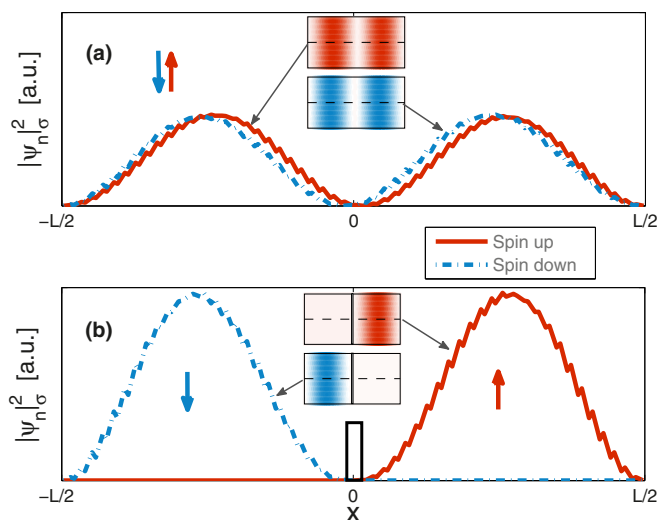 (a)
|ψn|²σ [a.u.]
−L/2 0 L/2
Spin up
Spin down
(b)
|ψn|²σ [a.u.]
−L/2 0 L/2
x